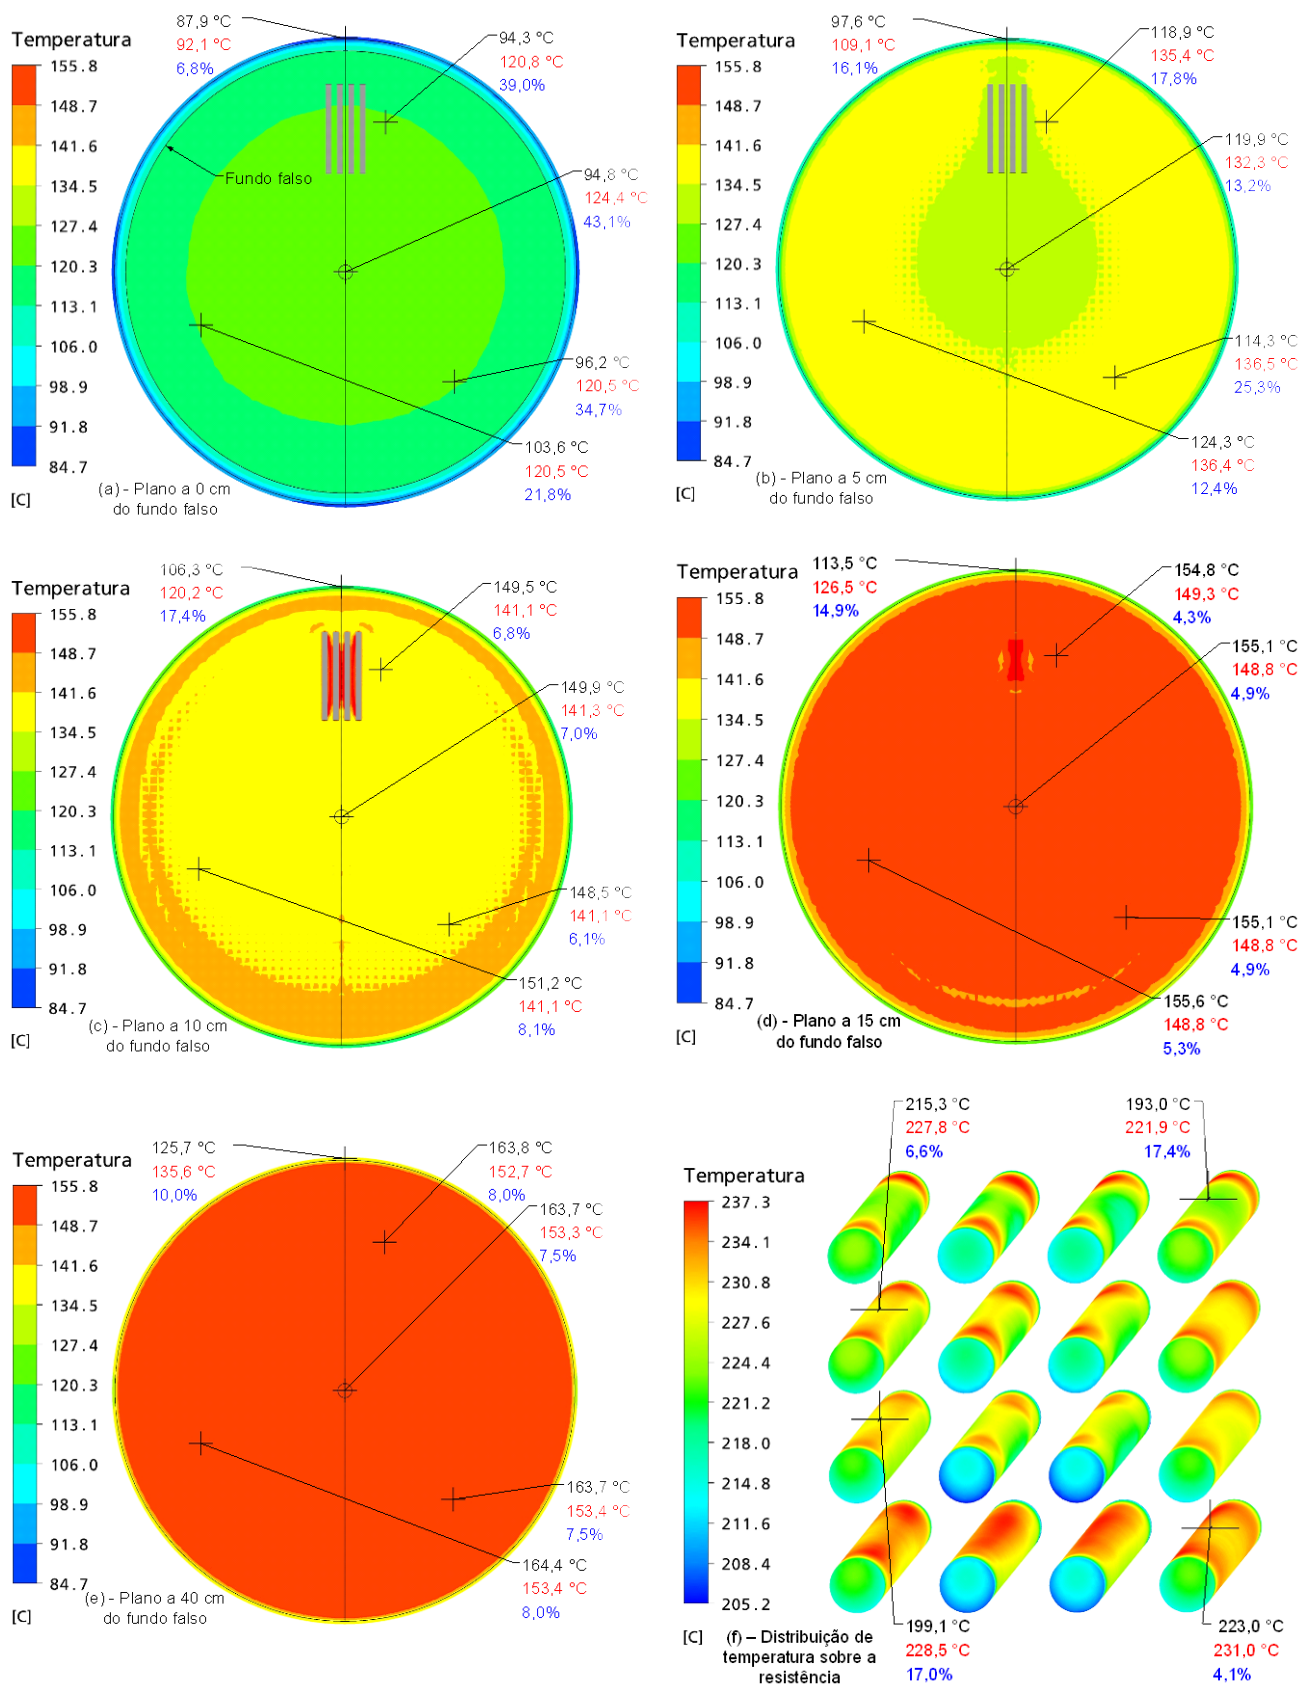 Temperatura
155.8
148.7
141.6
134.5
127.4
120.3
113.1
106.0
98.9
91.8
84.7
[C]
87,9 °C
92,1 °C
6,8%
94,3 °C
120,8 °C
39,0%
Fundo falso
94,8 °C
124,4 °C
43,1%
96,2 °C
120,5 °C
34,7%
103,6 °C
120,5 °C
21,8%
(a) - Plano a 0 cm
do fundo falso
Temperatura
155.8
148.7
141.6
134.5
127.4
120.3
113.1
106.0
98.9
91.8
84.7
[C]
97,6 °C
109,1 °C
16,1%
118,9 °C
135,4 °C
17,8%
119,9 °C
132,3 °C
13,2%
114,3 °C
136,5 °C
25,3%
124,3 °C
136,4 °C
12,4%
(b) - Plano a 5 cm
do fundo falso
Temperatura
155.8
148.7
141.6
134.5
127.4
120.3
113.1
106.0
98.9
91.8
84.7
[C]
106,3 °C
120,2 °C
17,4%
149,5 °C
141,1 °C
6,8%
149,9 °C
141,3 °C
7,0%
148,5 °C
141,1 °C
6,1%
151,2 °C
141,1 °C
8,1%
(c) - Plano a 10 cm
do fundo falso
Temperatura
155.8
148.7
141.6
134.5
127.4
120.3
113.1
106.0
98.9
91.8
84.7
[C]
113,5 °C
126,5 °C
14,9%
154,8 °C
149,3 °C
4,3%
155,1 °C
148,8 °C
4,9%
155,1 °C
148,8 °C
4,9%
155,6 °C
148,8 °C
5,3%
(d) - Plano a 15 cm
do fundo falso
Temperatura
155.8
148.7
141.6
134.5
127.4
120.3
113.1
106.0
98.9
91.8
84.7
[C]
125,7 °C
135,6 °C
10,0%
163,8 °C
152,7 °C
8,0%
163,7 °C
153,3 °C
7,5%
163,7 °C
153,4 °C
7,5%
164,4 °C
153,4 °C
8,0%
(e) - Plano a 40 cm
do fundo falso
Temperatura
237.3
234.1
230.8
227.6
224.4
221.2
218.0
214.8
211.6
208.4
205.2
[C]
215,3 °C
227,8 °C
6,6%
193,0 °C
221,9 °C
17,4%
199,1 °C
228,5 °C
17,0%
223,0 °C
231,0 °C
4,1%
(f) – Distribuição de
temperatura sobre a
resistência